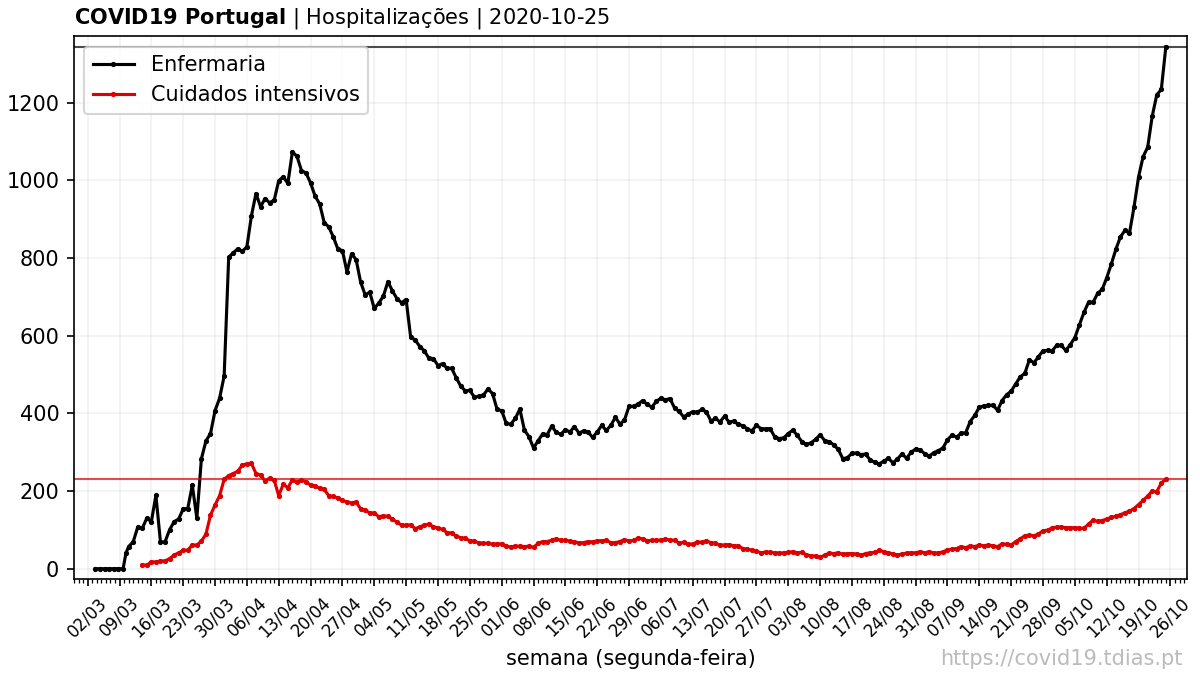 COVID19 Portugal | Hospitalizações | 2020-10-25
Enfermaria
Cuidados intensivos
1200
1000
800
600
400
200
0
02/03 09/03 16/03 23/03 30/03 06/04 13/04 20/04 27/04 04/05 11/05 18/05 25/05 01/06 08/06 15/06 22/06 29/06 06/07 13/07 20/07 27/07 03/08 10/08 17/08 24/08 31/09 07/09 14/09 21/09 28/09 05/10 12/10 19/10 26/10
semana (segunda-feira)
https://covid19.tdias.pt